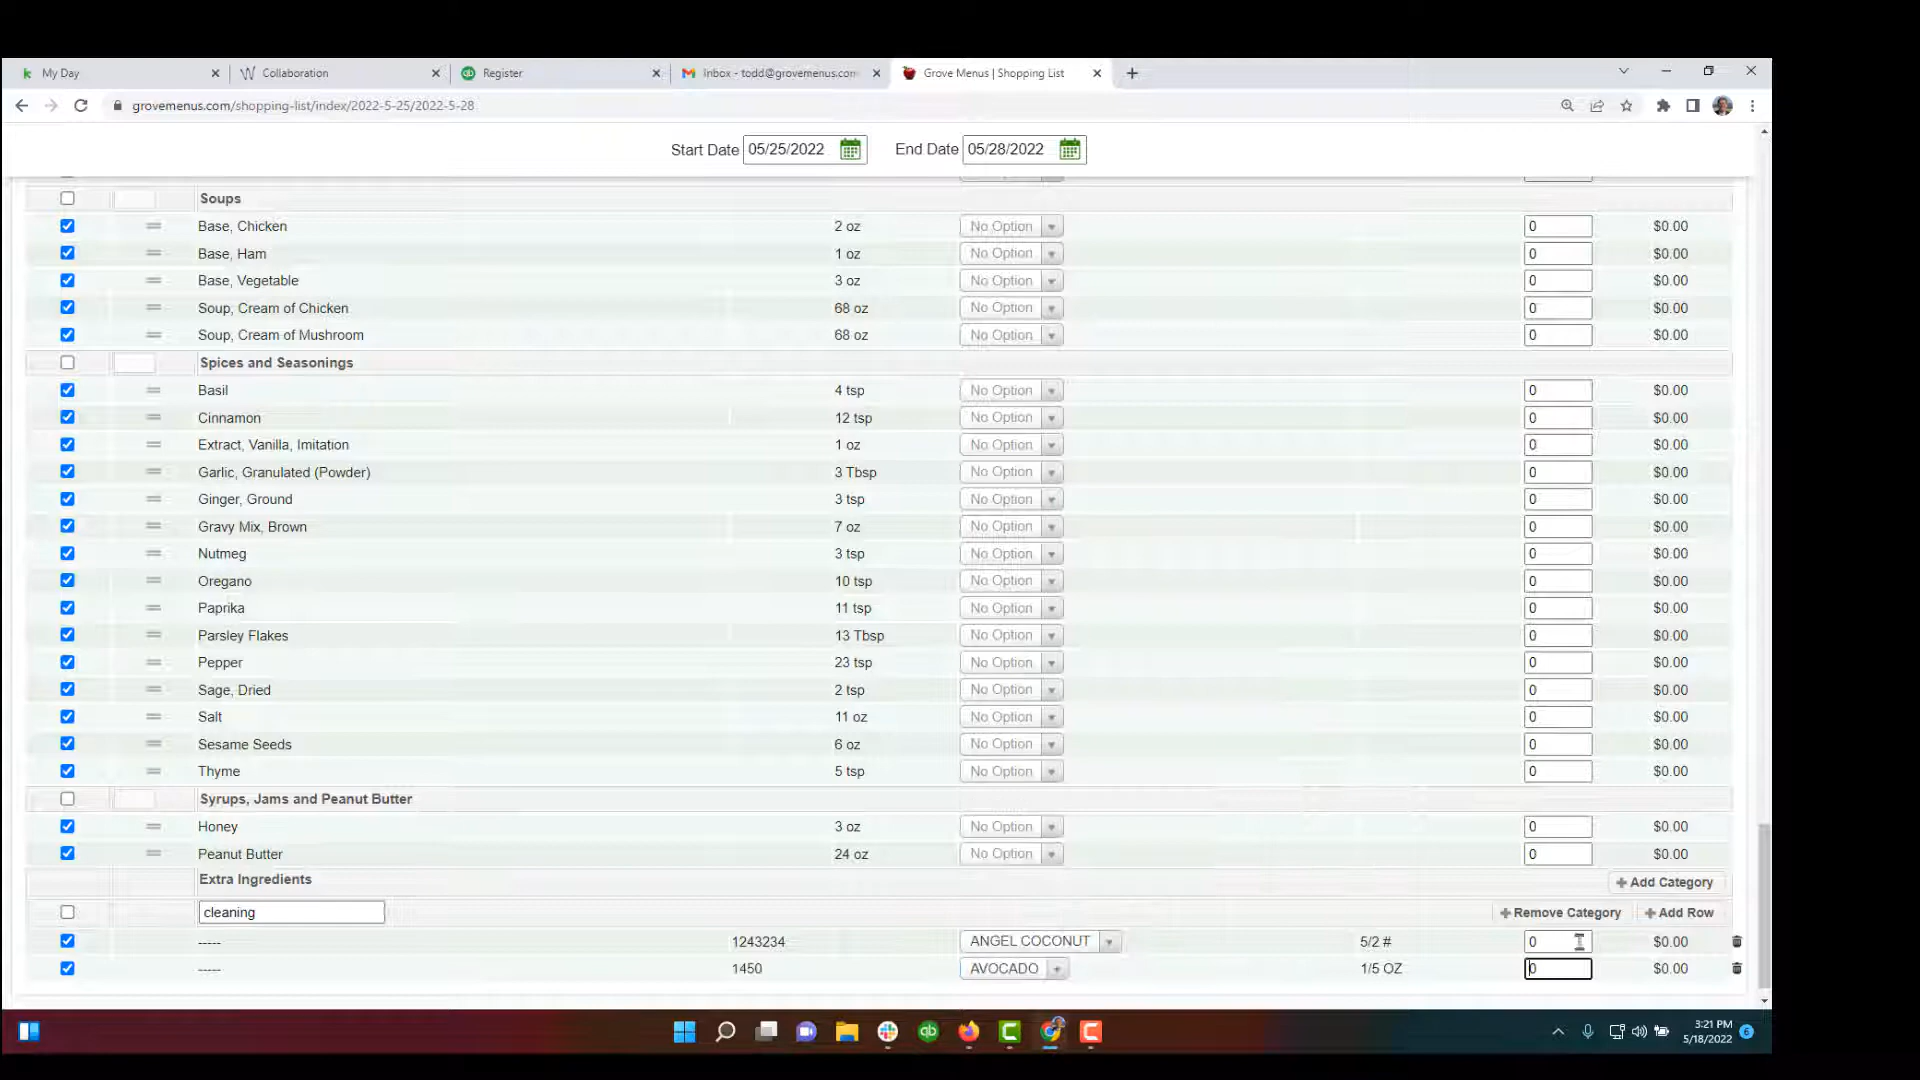 My Day
Collaboration
Register
Inbox - todd@grovemenus.com
Grove Menus | Shopping List
grovemenus.com/shopping-list/index/2022-5-25/2022-5-28
Start Date 05/25/2022 End Date 05/28/2022
Soups
Base, Chicken 2 oz No Option 0 $0.00
Base, Ham 1 oz No Option 0 $0.00
Base, Vegetable 3 oz No Option 0 $0.00
Soup, Cream of Chicken 68 oz No Option 0 $0.00
Soup, Cream of Mushroom 68 oz No Option 0 $0.00
Spices and Seasonings
Basil 4 tsp No Option 0 $0.00
Cinnamon 12 tsp No Option 0 $0.00
Extract, Vanilla, Imitation 1 oz No Option 0 $0.00
Garlic, Granulated (Powder) 3 Tbsp No Option 0 $0.00
Ginger, Ground 3 tsp No Option 0 $0.00
Gravy Mix, Brown 7 oz No Option 0 $0.00
Nutmeg 3 tsp No Option 0 $0.00
Oregano 10 tsp No Option 0 $0.00
Paprika 11 tsp No Option 0 $0.00
Parsley Flakes 13 Tbsp No Option 0 $0.00
Pepper 23 tsp No Option 0 $0.00
Sage, Dried 2 tsp No Option 0 $0.00
Salt 11 oz No Option 0 $0.00
Sesame Seeds 6 oz No Option 0 $0.00
Thyme 5 tsp No Option 0 $0.00
Syrups, Jams and Peanut Butter
Honey 3 oz No Option 0 $0.00
Peanut Butter 24 oz No Option 0 $0.00
Extra Ingredients + Add Category
cleaning + Remove Category + Add Row
----- 1243234 ANGEL COCONUT 5/2 # 0 $0.00
----- 1450 AVOCADO 1/5 OZ 0 $0.00
3:21 PM
5/18/2022 6